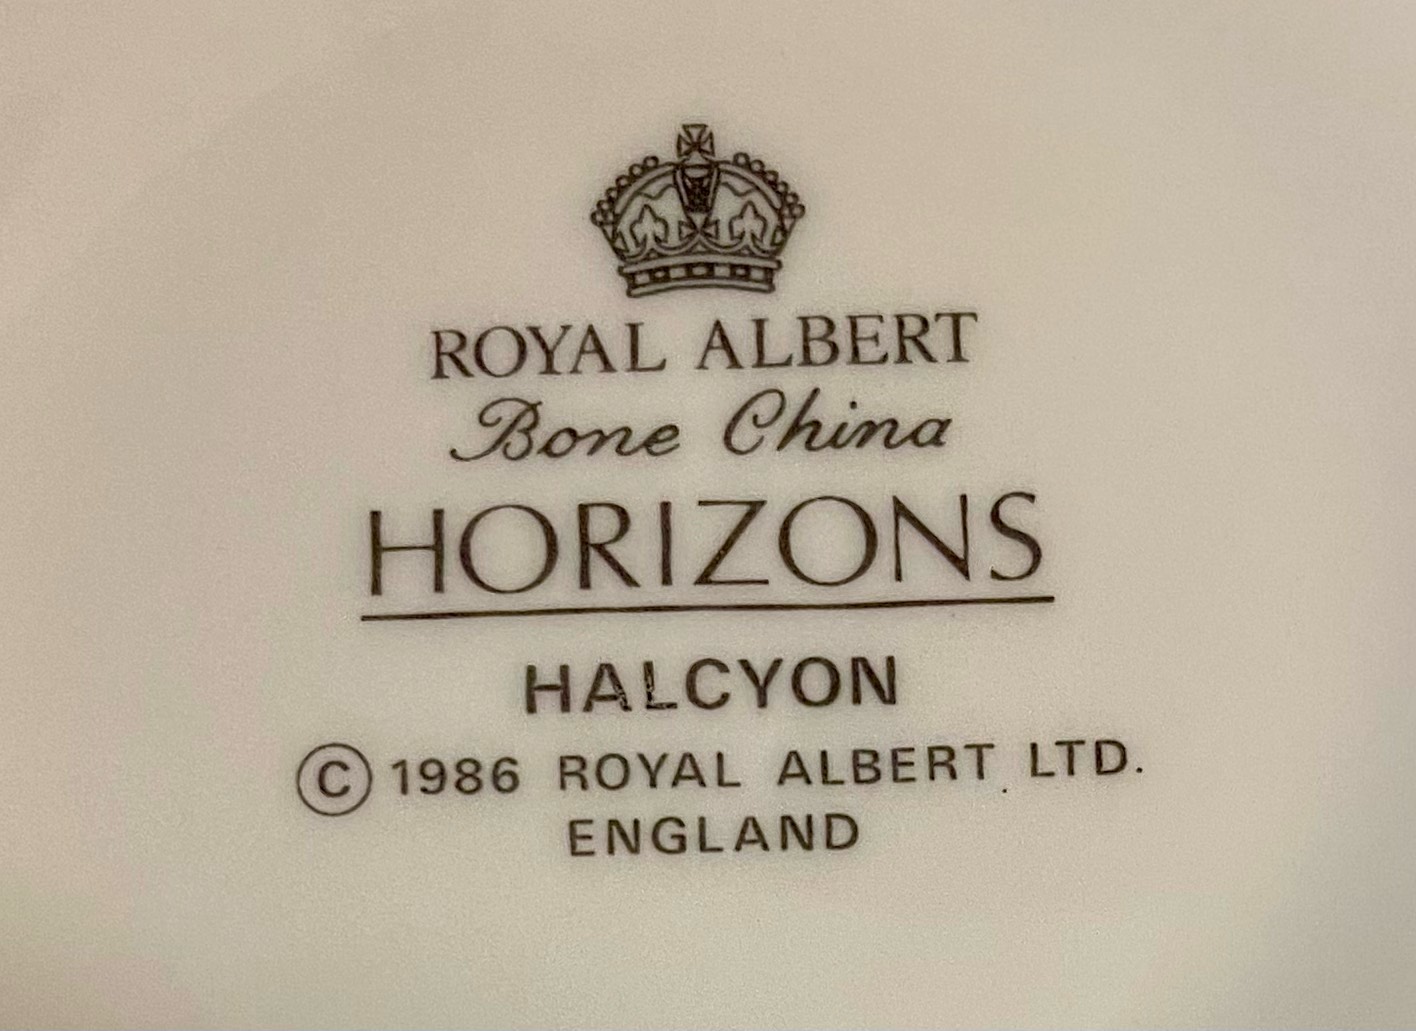 ROYAL ALBERT
Bone China
HORIZONS
HALCYON
©1986 ROYAL ALBERT LTD.
ENGLAND